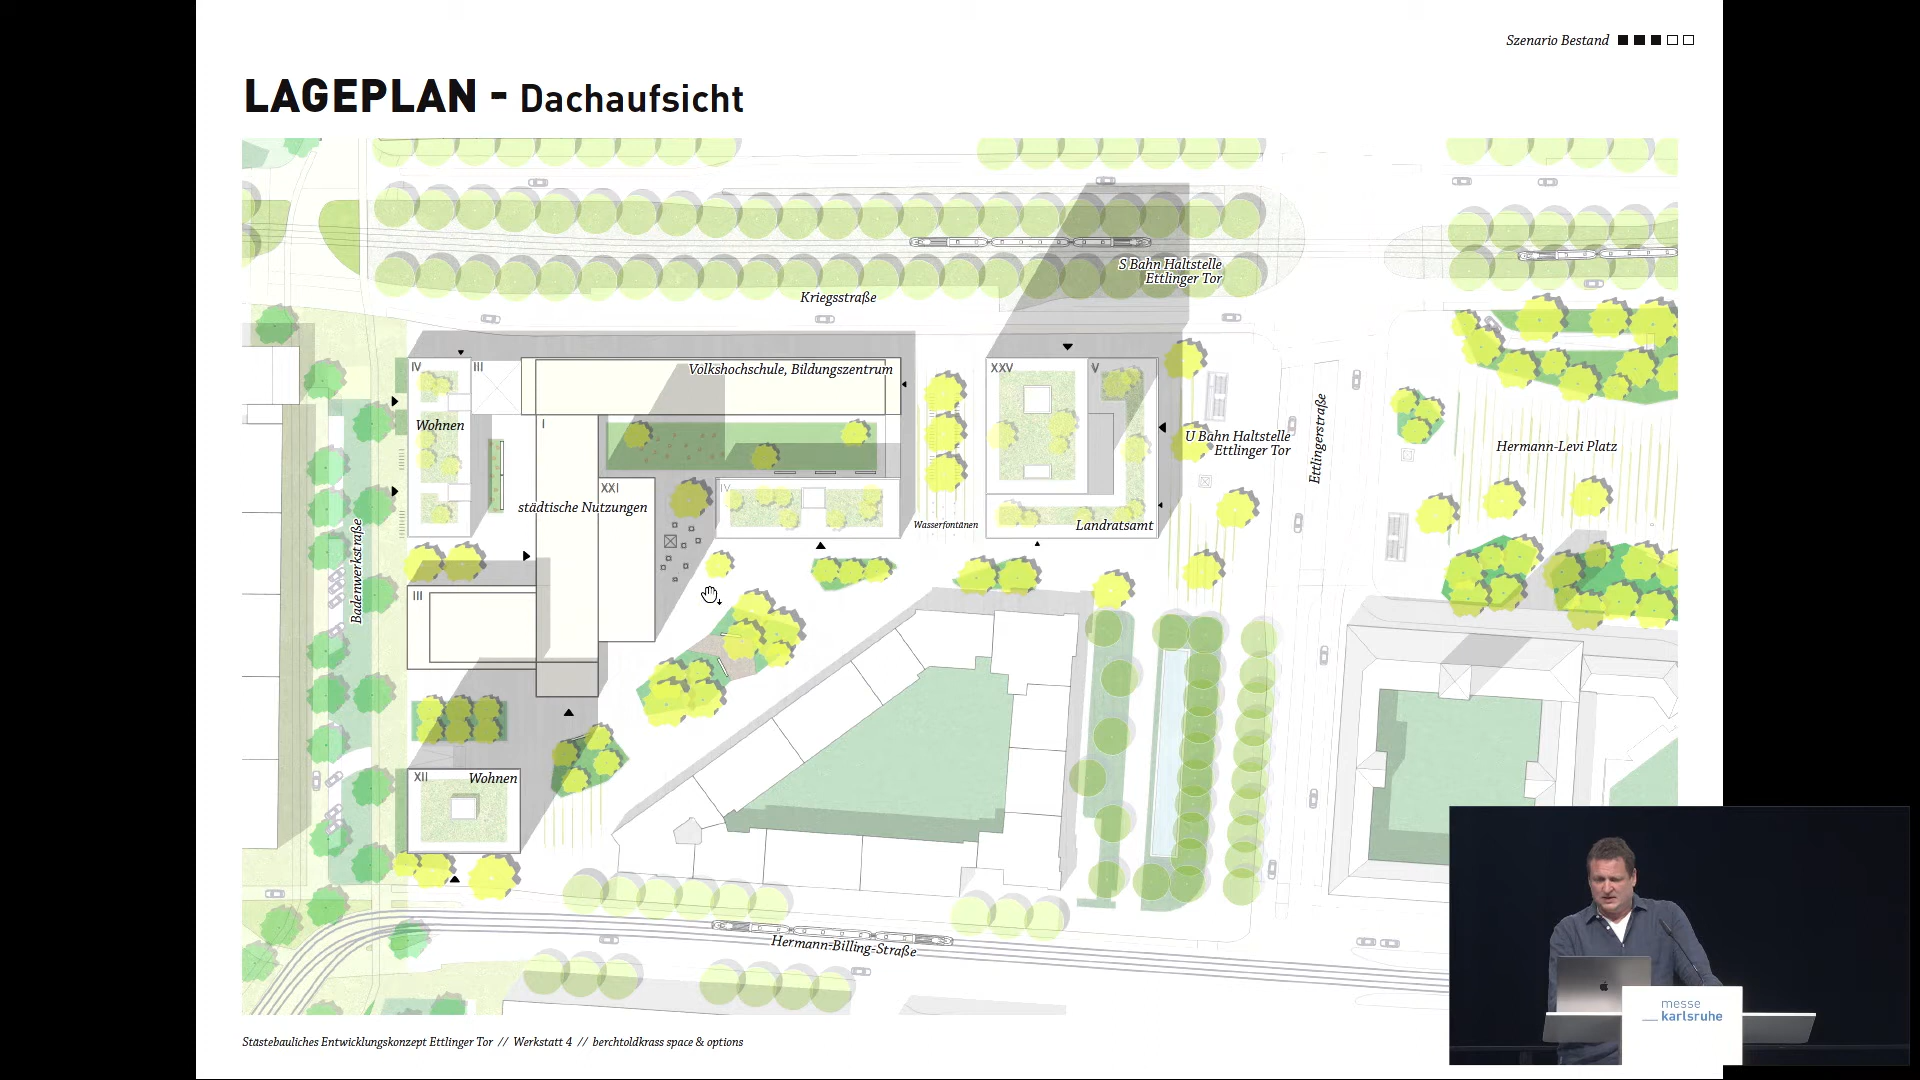 Szenario Bestand
LAGEPLAN - Dachaufsicht
S Bahn Haltstelle
Ettlinger Tor
Kriegsstraße
IV
III
Volkshochschule, Bildungszentrum
XXV
V
Wohnen
I
U Bahn Haltstelle
Ettlinger Tor
Ettlingerstraße
Hermann-Levi Platz
XXI
IV
städtische Nutzungen
Wasserfontänen
Landratsamt
Badenwerkstraße
III
XII
Wohnen
Hermann-Billing-Straße
messe
karlsruhe
Stästebauliches Entwicklungskonzept Ettlinger Tor // Werkstatt 4 // berchtoldkrass space & options